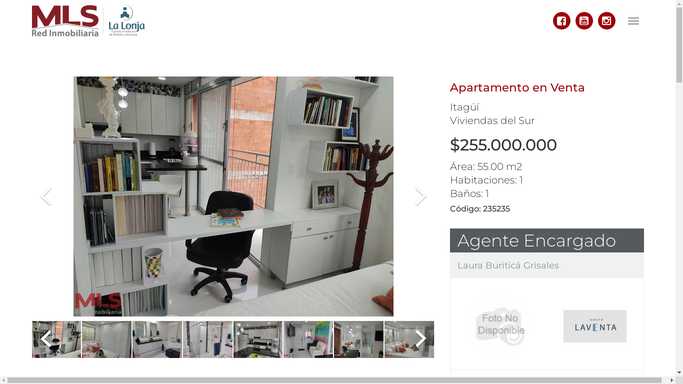 MLS
Red Inmobiliaria
La Lonja
Apartamento en Venta
Itagüí
Viviendas del Sur
$255.000.000
Área: 55.00 m2
Habitaciones: 1
Baños: 1
Código: 235235
Agente Encargado
Laura Buriticá Grisales
MLS
Foto No
Disponible
LAVENTA